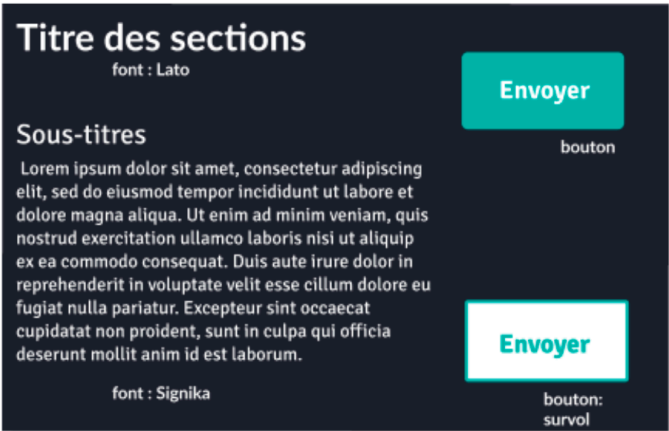 Titre des sections
font : Lato
Envoyer
bouton
Sous-titres
Lorem ipsum dolor sit amet, consectetur adipiscing
elit, sed do eiusmod tempor incididunt ut labore et
dolore magna aliqua. Ut enim ad minim veniam, quis
nostrud exercitation ullamco laboris nisi ut aliquip
ex ea commodo consequat. Duis aute irure dolor in
reprehenderit in voluptate velit esse cillum dolore eu
fugiat nulla pariatur. Excepteur sint occaecat
cupidatat non proident, sunt in culpa qui officia
deserunt mollit anim id est laborum.
font : Signika
Envoyer
bouton:
survol